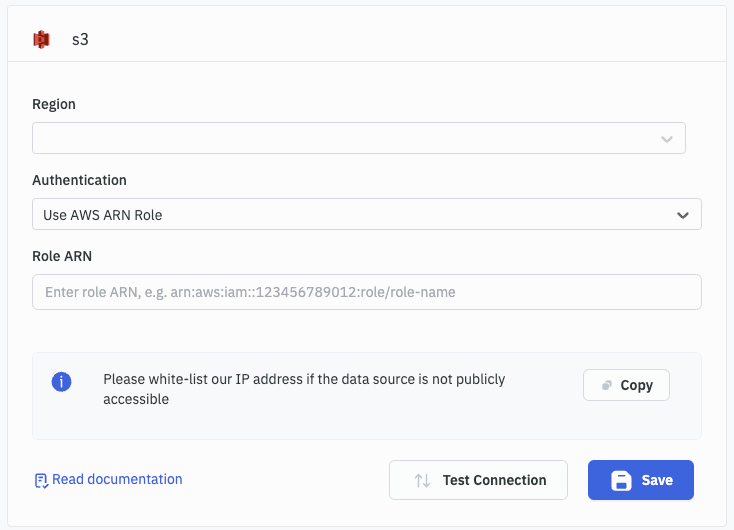 s3
Region
Authentication
Use AWS ARN Role
Role ARN
Enter role ARN, e.g. arn:aws:iam::123456789012:role/role-name
Please white-list our IP address if the data source is not publicly
accessible
Copy
Read documentation
Test Connection
Save